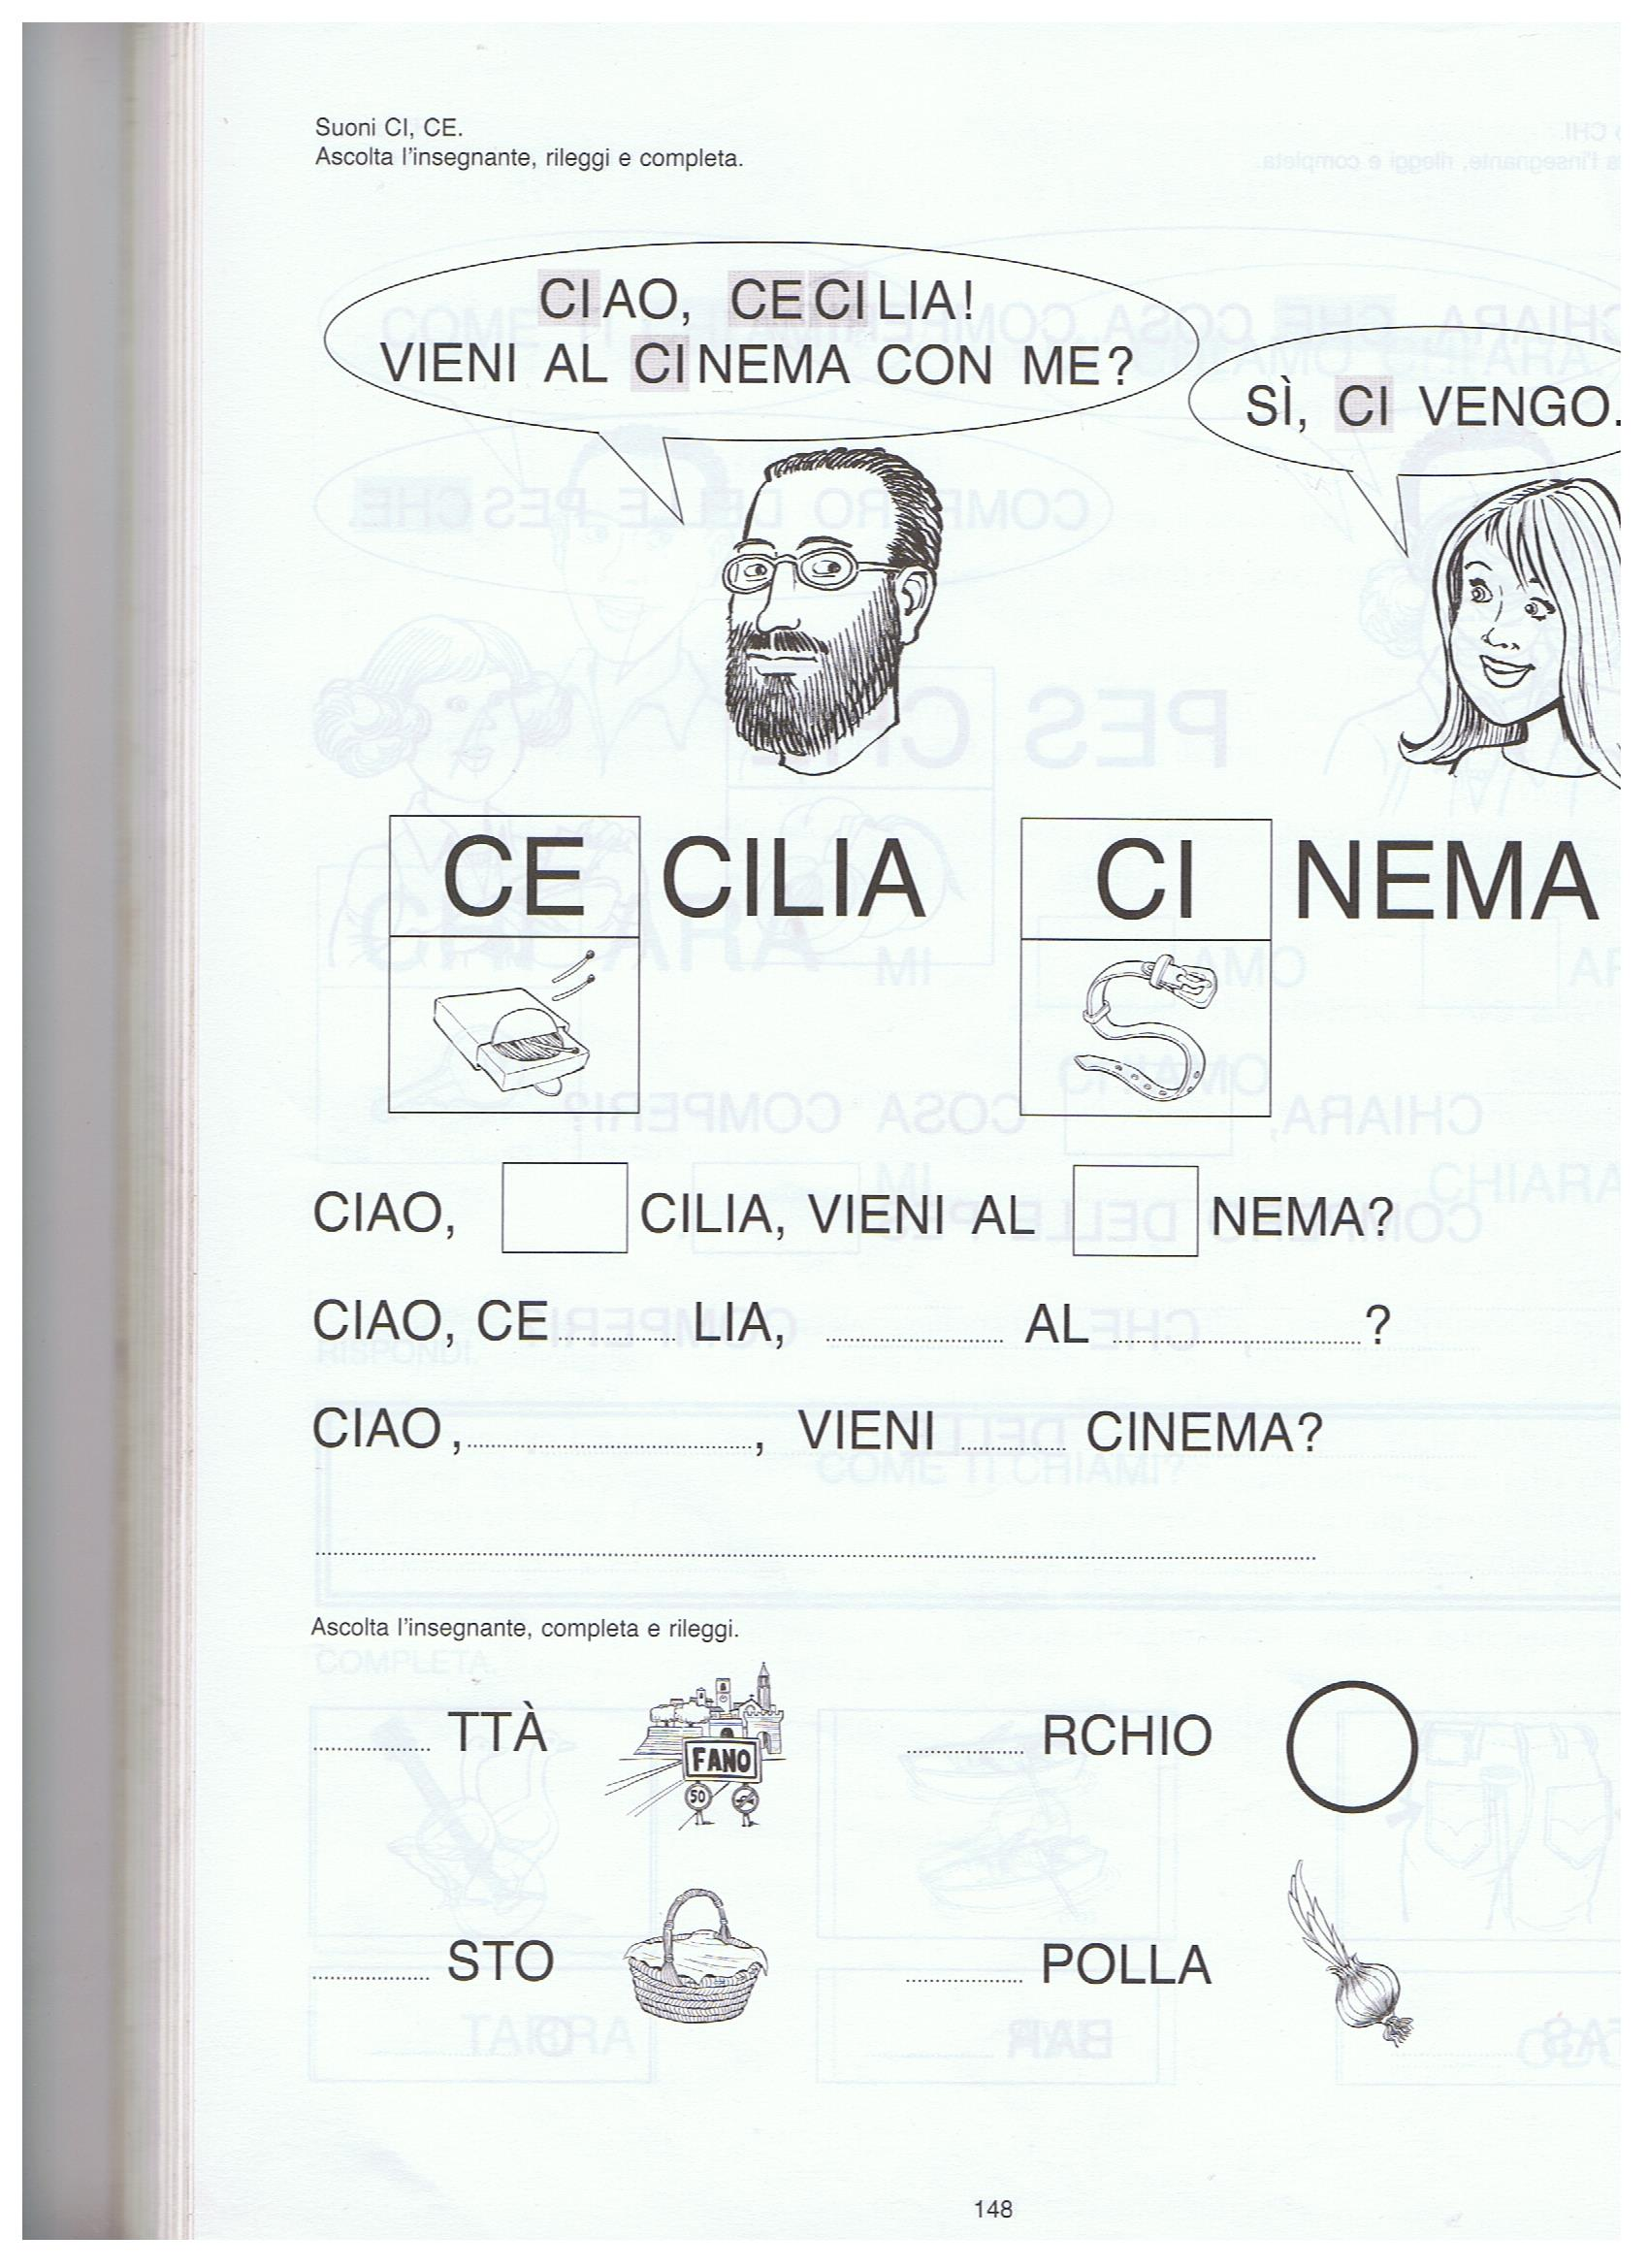 Suoni CI, CE.
Ascolta l'insegnante, rileggi e completa.
CIAO, CECILIA!
VIENI AL CINEMA CON ME?
SÌ, CI VENGO.
CE CILIA CI NEMA
CIAO, CILIA, VIENI AL NEMA?
CIAO, CE.......... LIA, .......... AL ..........?
CIAO, .........., VIENI .......... CINEMA?
..........
Ascolta l'insegnante, completa e rileggi.
.......... TTÀ
FANO
50
.......... RCHIO
.......... STO
.......... POLLA
148